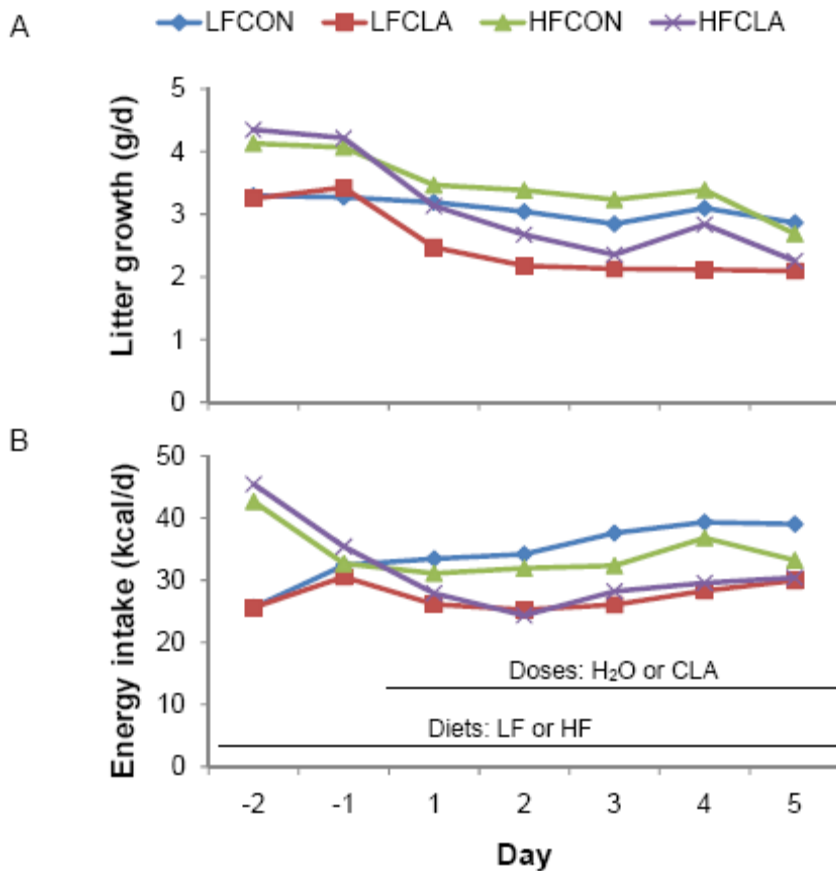 A
LFCON LFCLA HFCON HFCLA
Litter growth (g/d)
5
4
3
2
1
0
B
Energy intake (kcal/d)
50
40
30
20
10
0
Doses: H₂O or CLA
Diets: LF or HF
-2 -1 1 2 3 4 5
Day